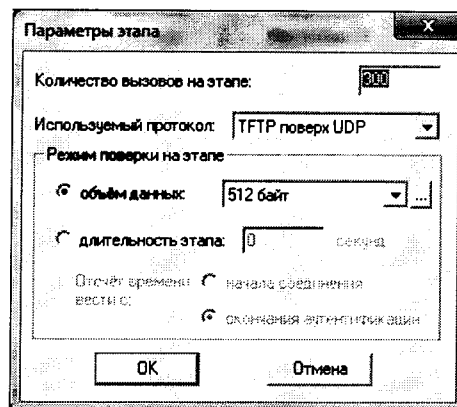 Параметры этапа
Количество вызовов на этапе: 300
Используемый протокол: TFTP поверх UDP
Режим поверки на этапе
объём данных: 512 байт ...
длительность этапа: 0 секунд
Отсчёт времени вести с:
начала соединения
окончания аутентификации
ОК Отмена